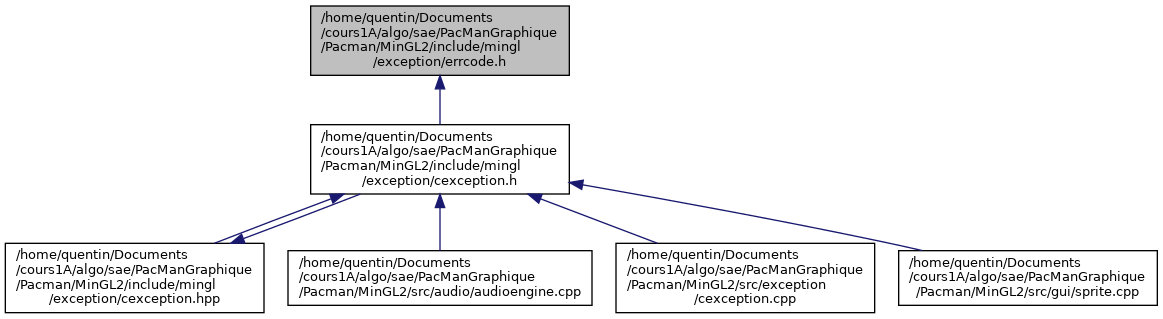 /home/quentin/Documents
/cours1A/algo/sae/PacManGraphique
/Pacman/MinGL2/include/mingl
/exception/errcode.h
/home/quentin/Documents
/cours1A/algo/sae/PacManGraphique
/Pacman/MinGL2/include/mingl
/exception/cexception.h
/home/quentin/Documents
/cours1A/algo/sae/PacManGraphique
/Pacman/MinGL2/include/mingl
/exception/cexception.hpp
/home/quentin/Documents
/cours1A/algo/sae/PacManGraphique
/Pacman/MinGL2/src/audio/audioengine.cpp
/home/quentin/Documents
/cours1A/algo/sae/PacManGraphique
/Pacman/MinGL2/src/exception
/cexception.cpp
/home/quentin/Documents
/cours1A/algo/sae/PacManGraphique
/Pacman/MinGL2/src/gui/sprite.cpp